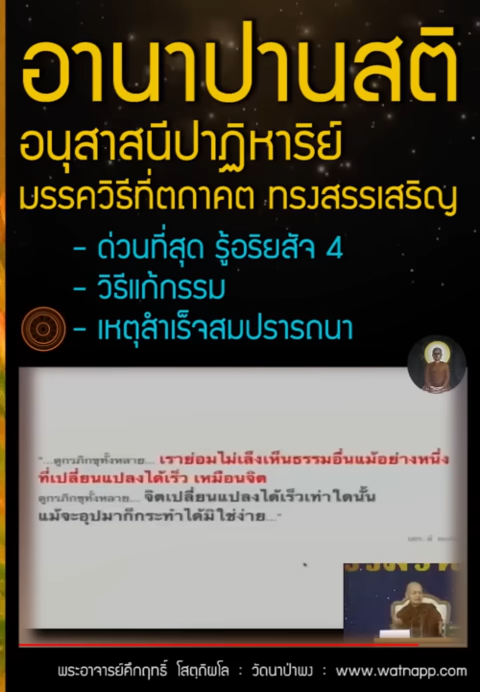 อานาปานสติ
อนุสาสนีปาฏิหาริย์
มรรควิธีที่ตถาคต ทรงสรรเสริญ
- ด่วนที่สุด รู้อริยสัจ 4
- วิธีแก้กรรม
- เหตุสำเร็จสมปรารถนา
"...ดูกรภิกษุทั้งหลาย... เราย่อมไม่เล็งเห็นธรรมอื่นแม้อย่างหนึ่ง
ที่เปลี่ยนแปลงได้เร็ว เหมือนจิต
ดูกรภิกษุทั้งหลาย... จิตเปลี่ยนแปลงได้เร็วเท่าใดนั้น
แม้จะอุปมาก็กระทำได้มิใช่ง่าย..."
พระอาจารย์คึกฤทธิ์ โสตฺถิผโล : วัดนาป่าพง : www.watnapp.com